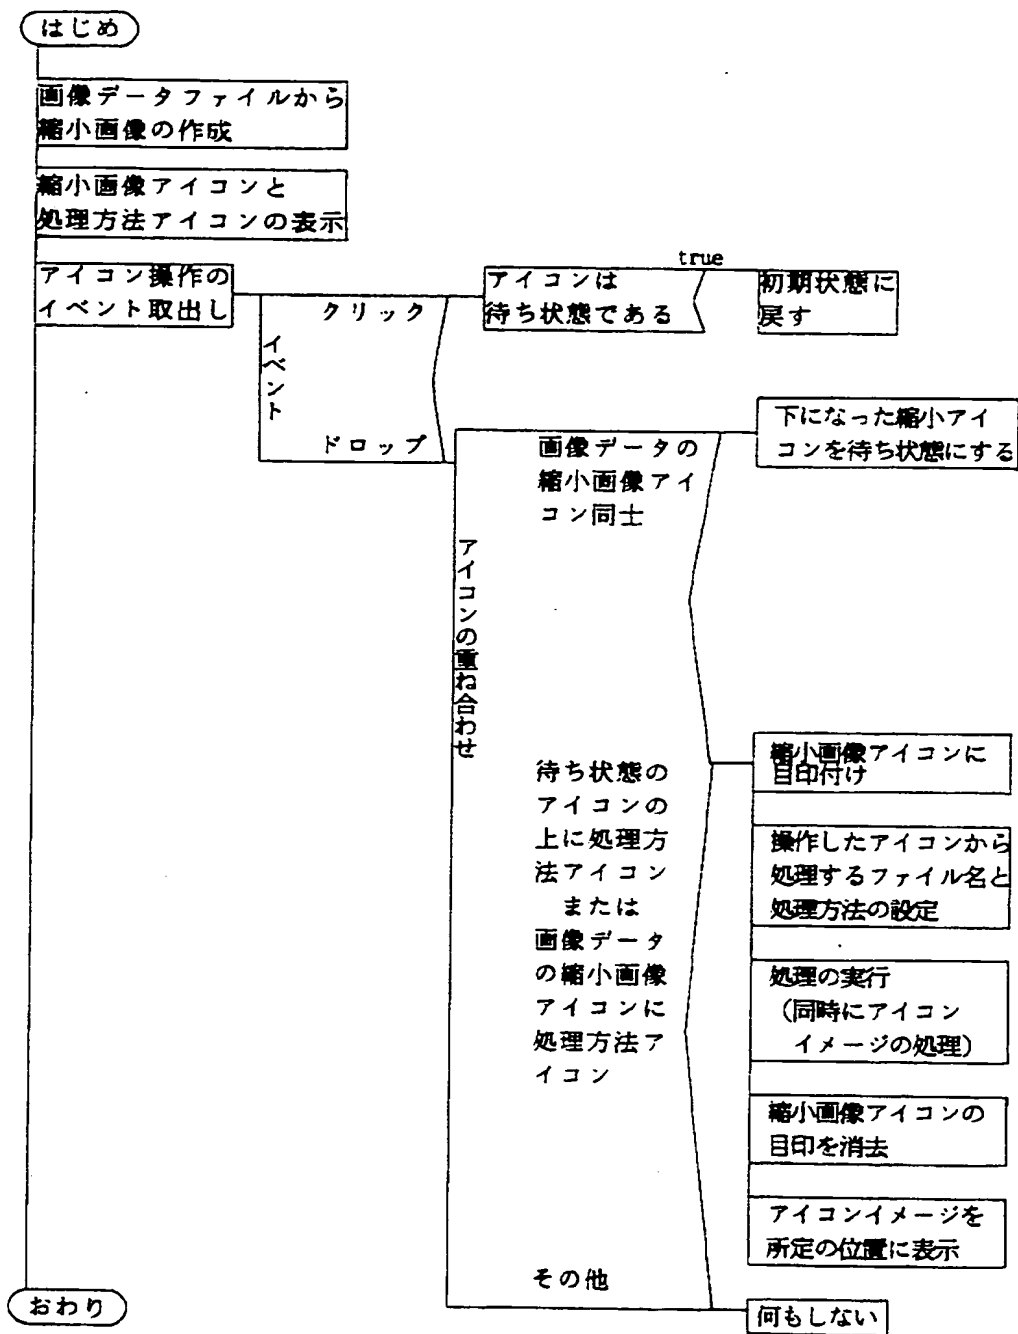 はじめ
画像データファイルから
縮小画像の作成
縮小画像アイコンと
処理方法アイコンの表示
アイコン操作の
イベント取出し
イベント
クリック
アイコンは
待ち状態である
true
初期状態に
戻す
ドロップ
アイコンの重ね合わせ
画像データの
縮小画像アイ
コン同士
下になった縮小アイ
コンを待ち状態にする
待ち状態の
アイコンの
上に処理方
法アイコン
または
画像データ
の縮小画像
アイコンに
処理方法ア
イコン
縮小画像アイコンに
目印付け
操作したアイコンから
処理するファイル名と
処理方法の設定
処理の実行
(同時にアイコン
イメージの処理)
縮小画像アイコンの
目印を消去
アイコンイメージを
所定の位置に表示
その他
何もしない
おわり